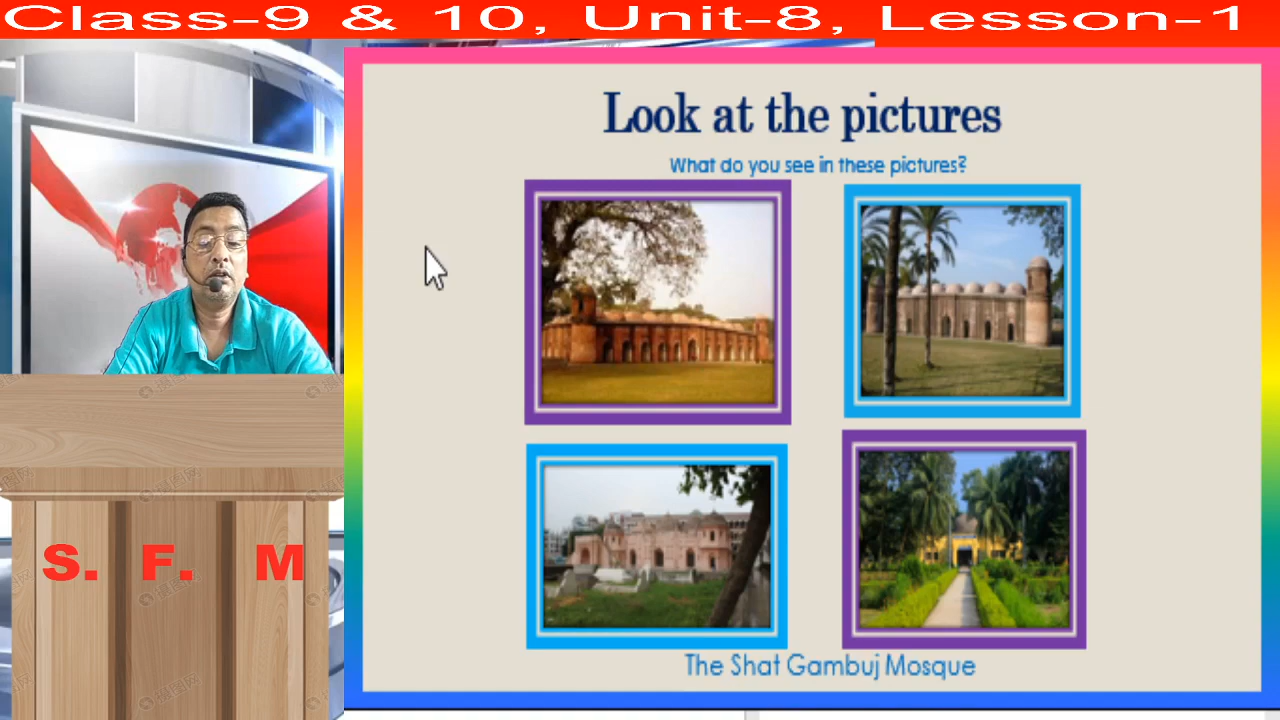 Class-9 & 10, Unit-8, Lesson-1
Look at the pictures
What do you see in these pictures?
The Shat Gambuj Mosque
S. F. M